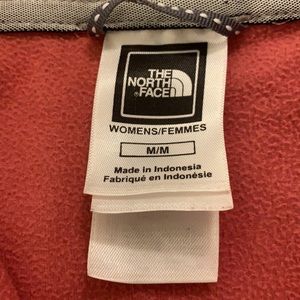 THE
NORTH
FACE
WOMENS/FEMMES
M/M
Made in Indonesia
Fabriqué en Indonésie